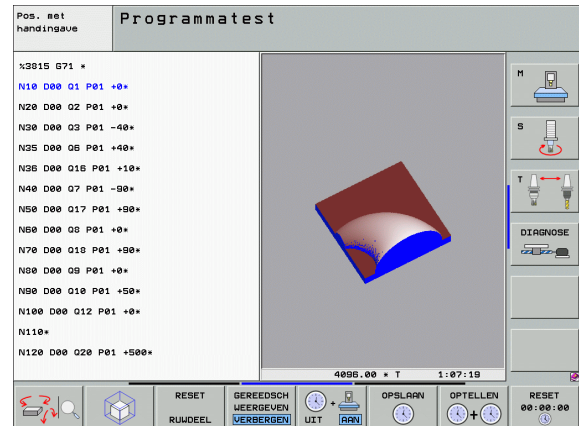 Pos. met
handingave
Programmatest
%3815 G71 *
N10 D00 Q1 P01 +0*
N20 D00 Q2 P01 +0*
N30 D00 Q3 P01 -40*
N35 D00 Q6 P01 +40*
N36 D00 Q16 P01 +10*
N40 D00 Q7 P01 -90*
N50 D00 Q17 P01 +90*
N60 D00 Q8 P01 +0*
N70 D00 Q18 P01 +90*
N80 D00 Q9 P01 +0*
N90 D00 Q10 P01 +50*
N100 D00 Q12 P01 +0*
N110*
N120 D00 Q20 P01 +500*
4096.00 * T 1:07:19
M
S
T
DIAGNOSE
RESET
RUWDEEL
GEREEDSCH
WEERGEVEN
VERBERGEN
+
UIT AAN
OPSLAAN
OPTELLEN
+
RESET
00:00:00